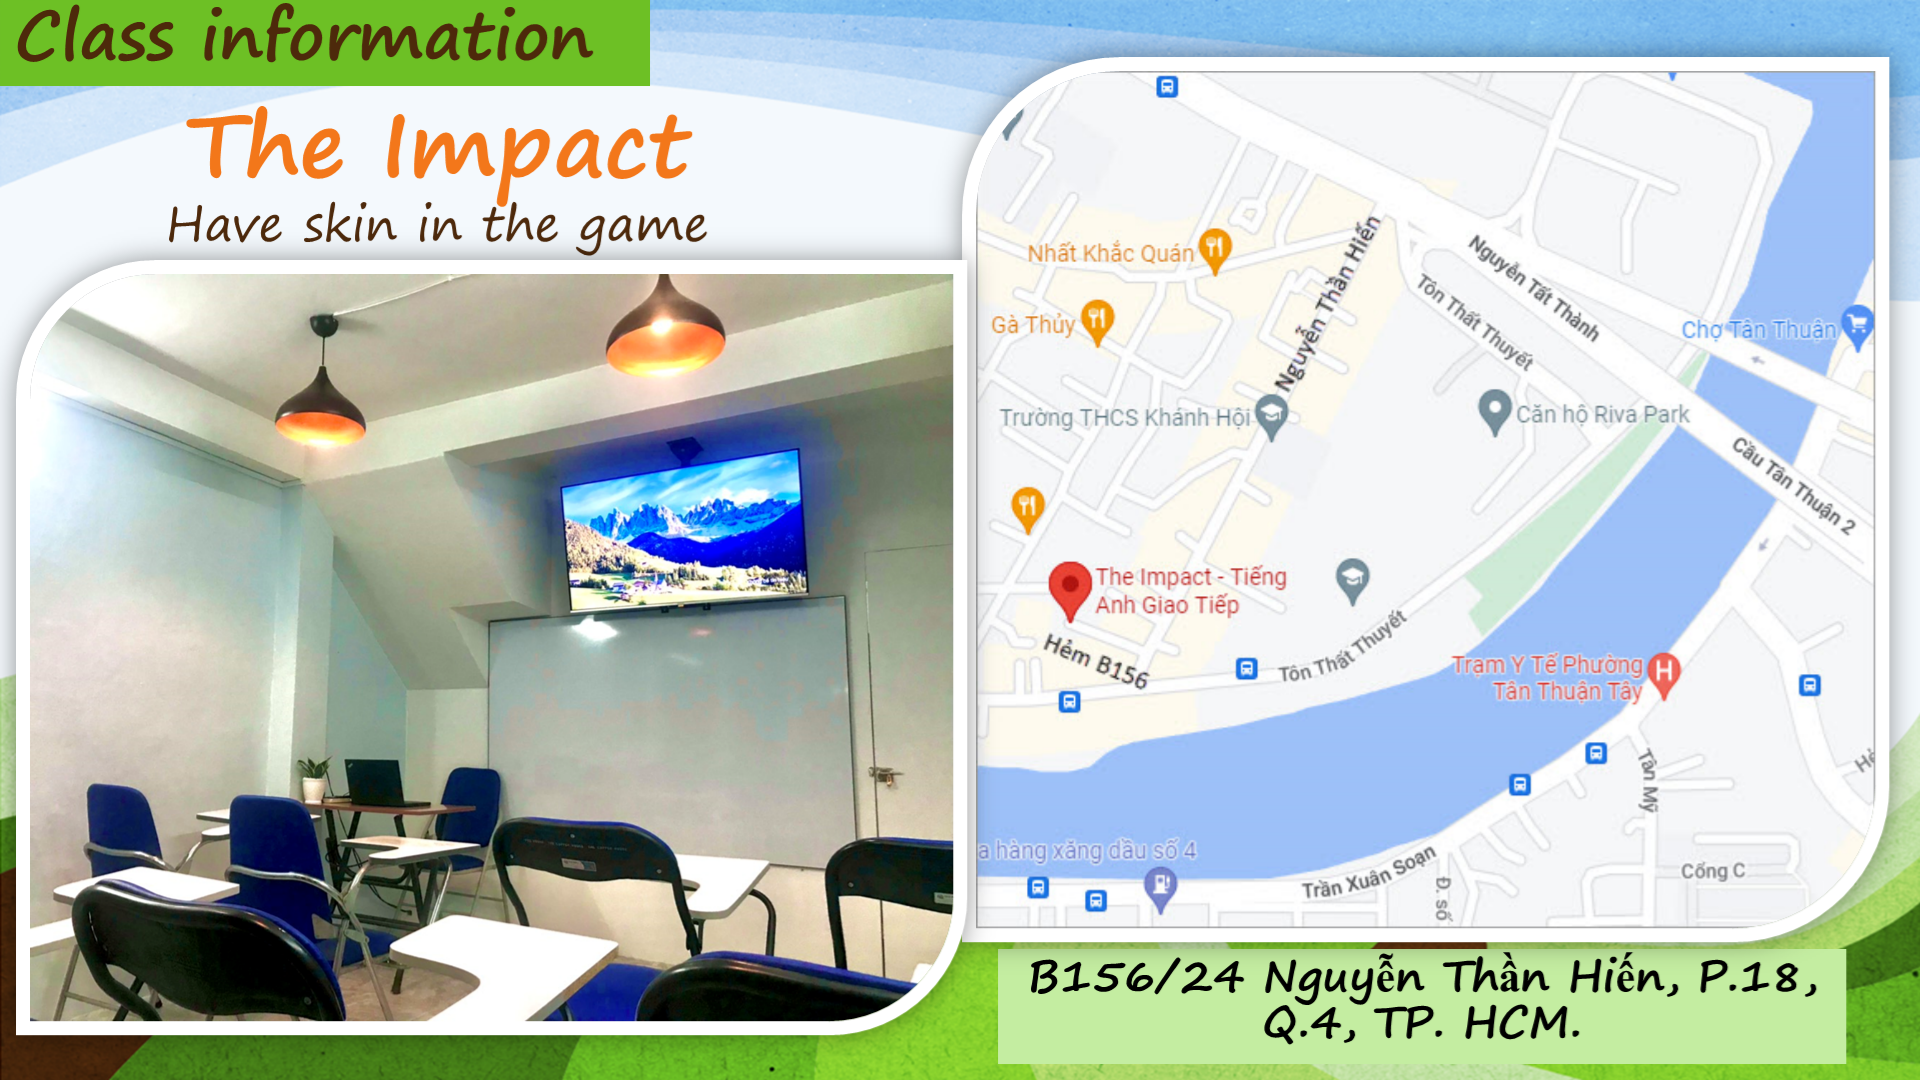 Class information
The Impact
Have skin in the game
Nhất Khắc Quán
Gà Thủy
Nguyễn Thần Hiến
Nguyễn Tất Thành
Tôn Thất Thuyết
Chợ Tân Thuận
Trường THCS Khánh Hội
Căn hộ Riva Park
Cầu Tân Thuận 2
The Impact - Tiếng
Anh Giao Tiếp
Hẻm B156
Tôn Thất Thuyết
Trạm Y Tế Phường
Tân Thuận Tây
Tân Mỹ
a hàng xăng dầu số 4
Trần Xuân Soạn
Đ. số
Cổng C
B156/24 Nguyễn Thần Hiến, P.18,
Q.4, TP. HCM.